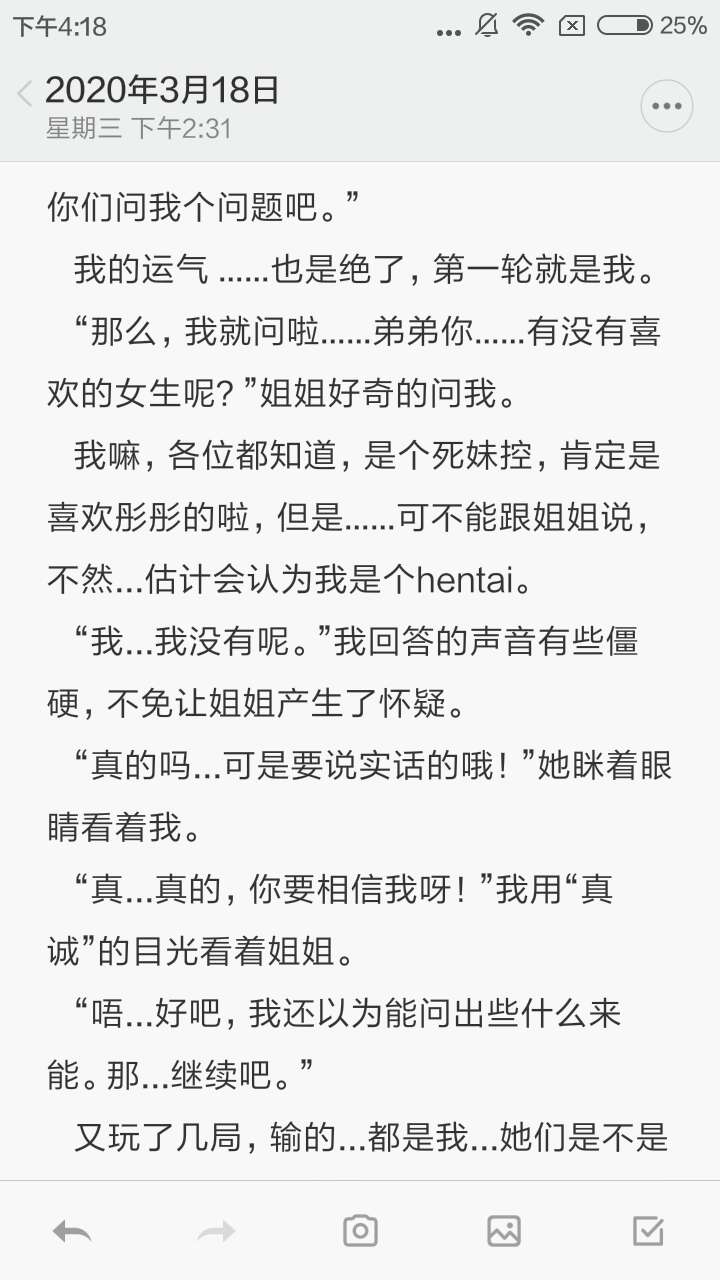 下午4:18
25%
2020年3月18日
星期三 下午2:31
你们问我个问题吧。”
我的运气 ......也是绝了, 第一轮就是我。
“那么, 我就问啦......弟弟你......有没有喜
欢的女生呢? ”姐姐好奇的问我。
我嘛, 各位都知道, 是个死妹控, 肯定是
喜欢彤彤的啦, 但是......可不能跟姐姐说,
不然...估计会认为我是个hentai。
“我...我没有呢。”我回答的声音有些僵
硬, 不免让姐姐产生了怀疑。
“真的吗...可是要说实话的哦! ”她眯着眼
睛看着我。
“真...真的, 你要相信我呀! ”我用“真
诚”的目光看着姐姐。
“唔...好吧, 我还以为能问出些什么来
能。那...继续吧。”
又玩了几局, 输的...都是我...她们是不是